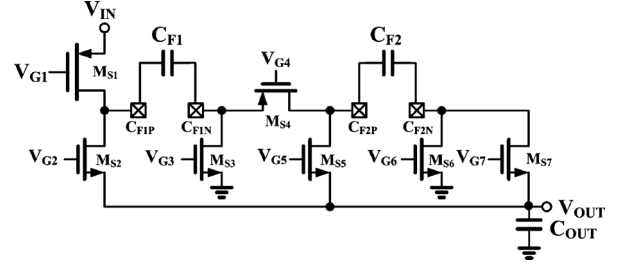 VIN
CF1
CF2
VG4
VG1
MS1
MS4
CF1P
CF1N
CF2P
CF2N
VG2
MS2
VG3
MS3
VG5
MS5
VG6
MS6
VG7
MS7
VOUT
COUT